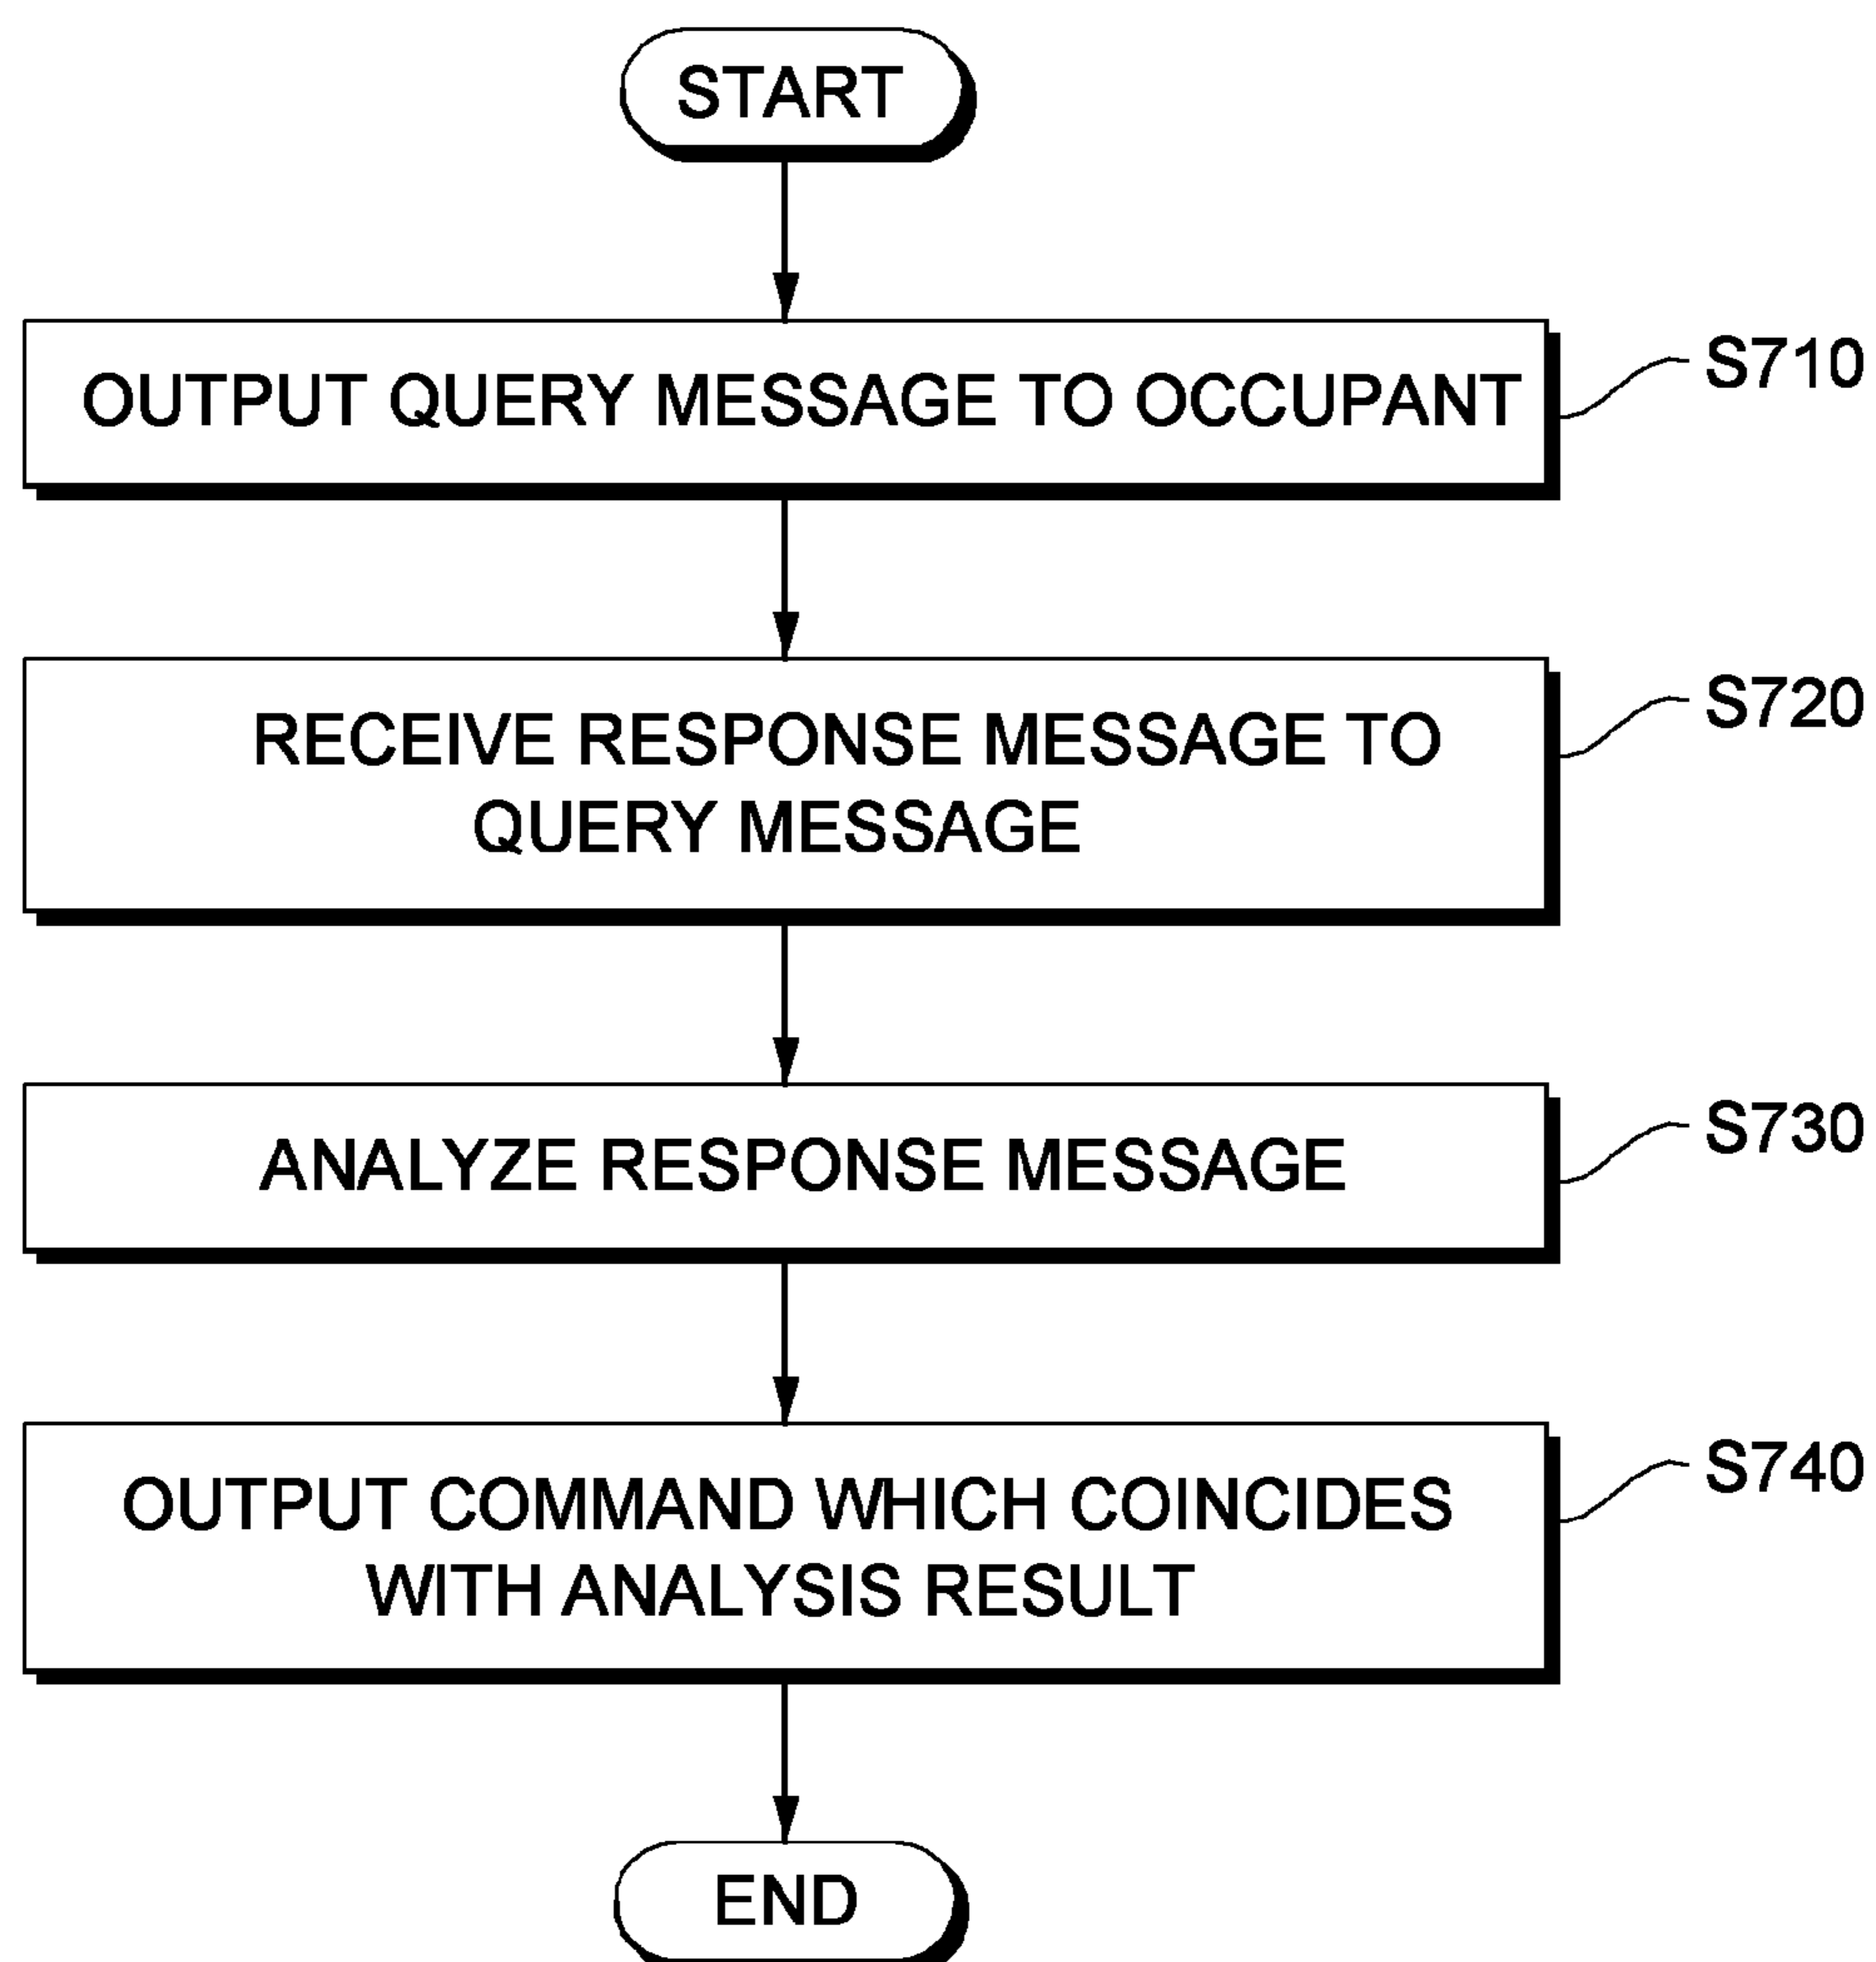 START
OUTPUT QUERY MESSAGE TO OCCUPANT
S710
RECEIVE RESPONSE MESSAGE TO
QUERY MESSAGE
S720
ANALYZE RESPONSE MESSAGE
S730
OUTPUT COMMAND WHICH COINCIDES
WITH ANALYSIS RESULT
S740
END